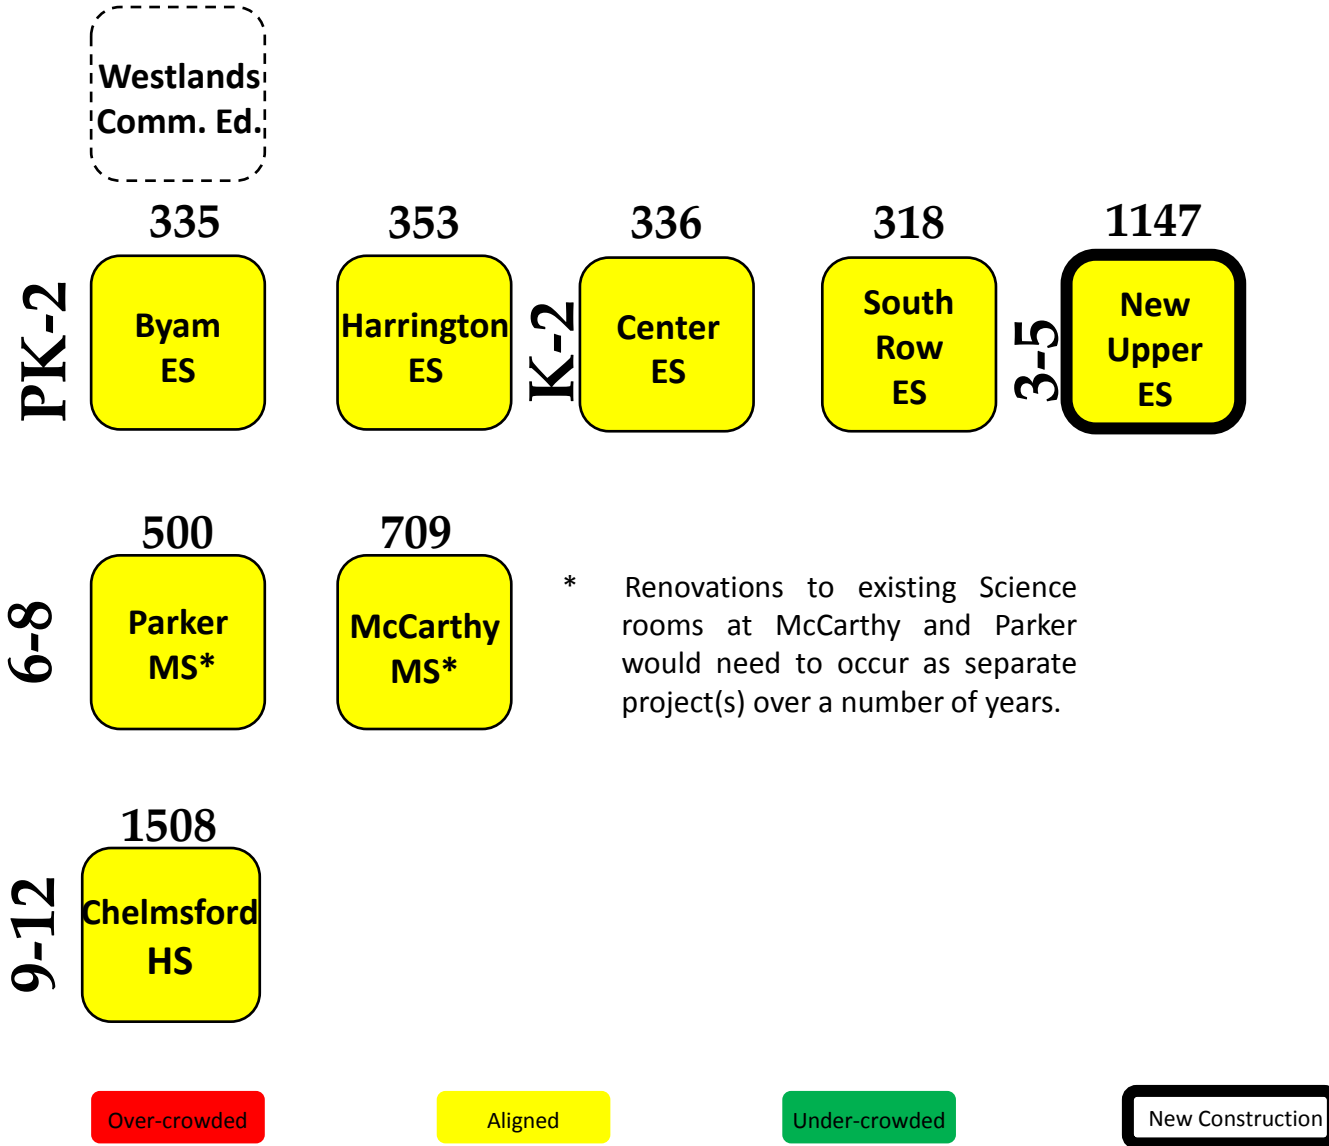 Westlands
Comm. Ed.
335
353
336
318
1147
PK-2
Byam
ES
Harrington
ES
K-2
Center
ES
South
Row
ES
3-5
New
Upper
ES
500
709
6-8
Parker
MS*
McCarthy
MS*
* Renovations to existing Science
rooms at McCarthy and Parker
would need to occur as separate
project(s) over a number of years.
1508
9-12
Chelmsford
HS
Over-crowded
Aligned
Under-crowded
New Construction